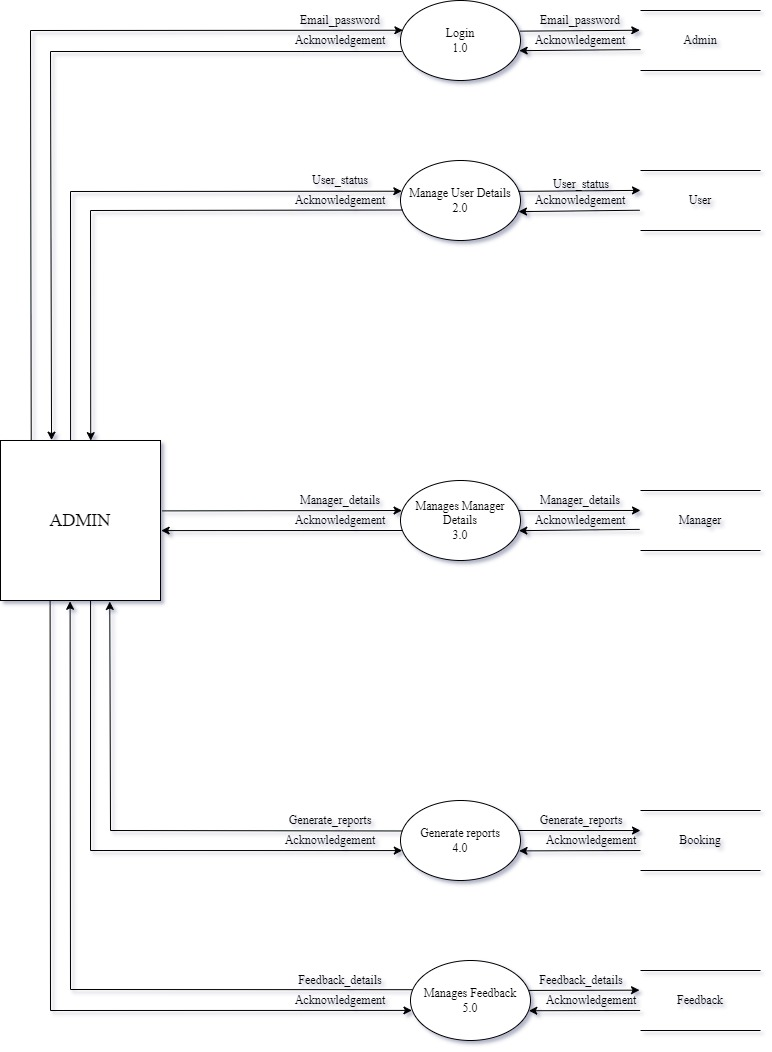 Email_password
Acknowledgement
Login
1.0
Email_password
Acknowledgement
Admin
User_status
Acknowledgement
Manage User Details
2.0
User_status
Acknowledgement
User
ADMIN
Manager_details
Acknowledgement
Manages Manager
Details
3.0
Manager_details
Acknowledgement
Manager
Generate_reports
Acknowledgement
Generate reports
4.0
Generate_reports
Acknowledgement
Booking
Feedback_details
Acknowledgement
Manages Feedback
5.0
Feedback_details
Acknowledgement
Feedback